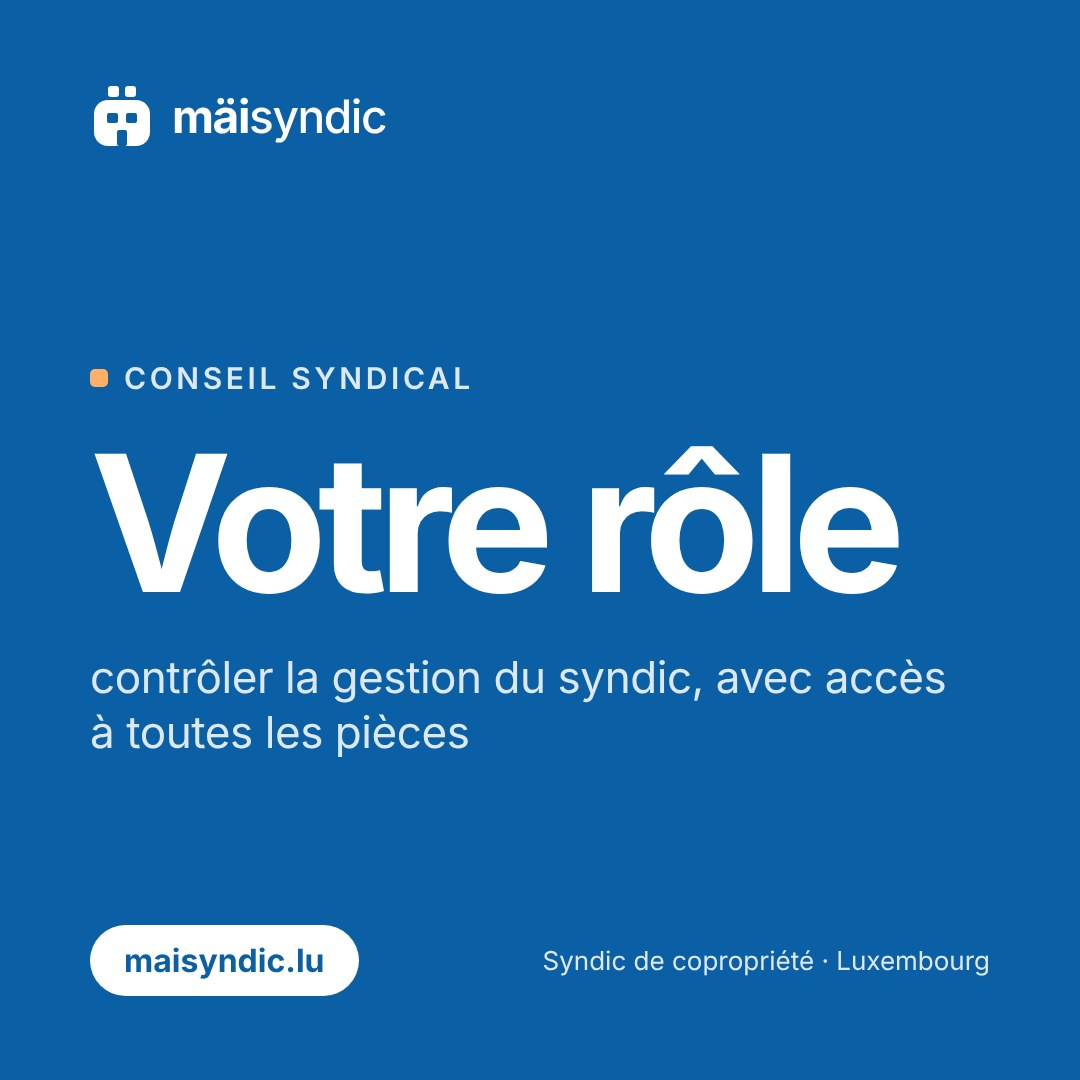 mäisyndic
CONSEIL SYNDICAL
Votre rôle
contrôler la gestion du syndic, avec accès
à toutes les pièces
maisyndic.lu
Syndic de copropriété · Luxembourg